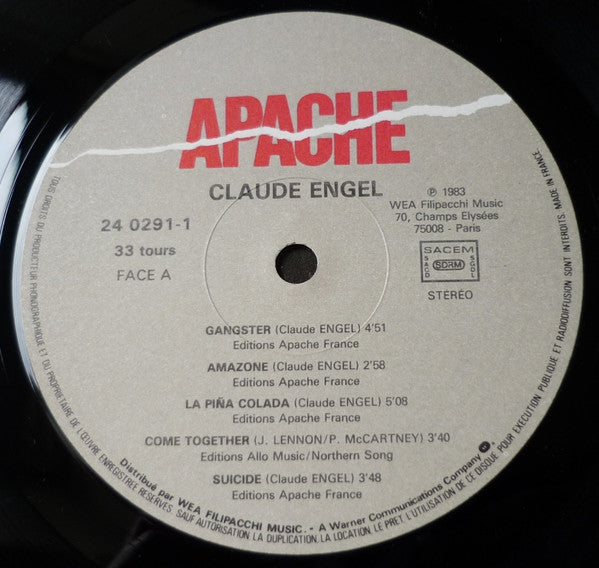 APACHE
CLAUDE ENGEL
℗ 1983
WEA Filipacchi Music
70, Champs Elysées
75008 - Paris
24 0291-1
33 tours
FACE A
SACEM
SACD
SDRM
SGDL
STÉRÉO
GANGSTER (Claude ENGEL) 4'51
Editions Apache France
AMAZONE (Claude ENGEL) 2'58
Editions Apache France
LA PIÑA COLADA (Claude ENGEL) 5'08
Editions Apache France
COME TOGETHER (J. LENNON/P. McCARTNEY) 3'40
Editions Allo Music/Northern Song
SUICIDE (Claude ENGEL) 3'48
Editions Apache France
Distribué par WEA FILIPACCHI MUSIC. - A Warner Communications Company
TOUS DROITS DU PRODUCTEUR PHONOGRAPHIQUE ET DU PROPRIETAIRE DE L'ŒUVRE ENREGISTREE RESERVES. SAUF AUTORISATION, LA DUPLICATION, LA LOCATION, LE PRET, L'UTILISATION DE CE DISQUE POUR EXECUTION PUBLIQUE ET RADIODIFFUSION SONT INTERDITS. MADE IN FRANCE.